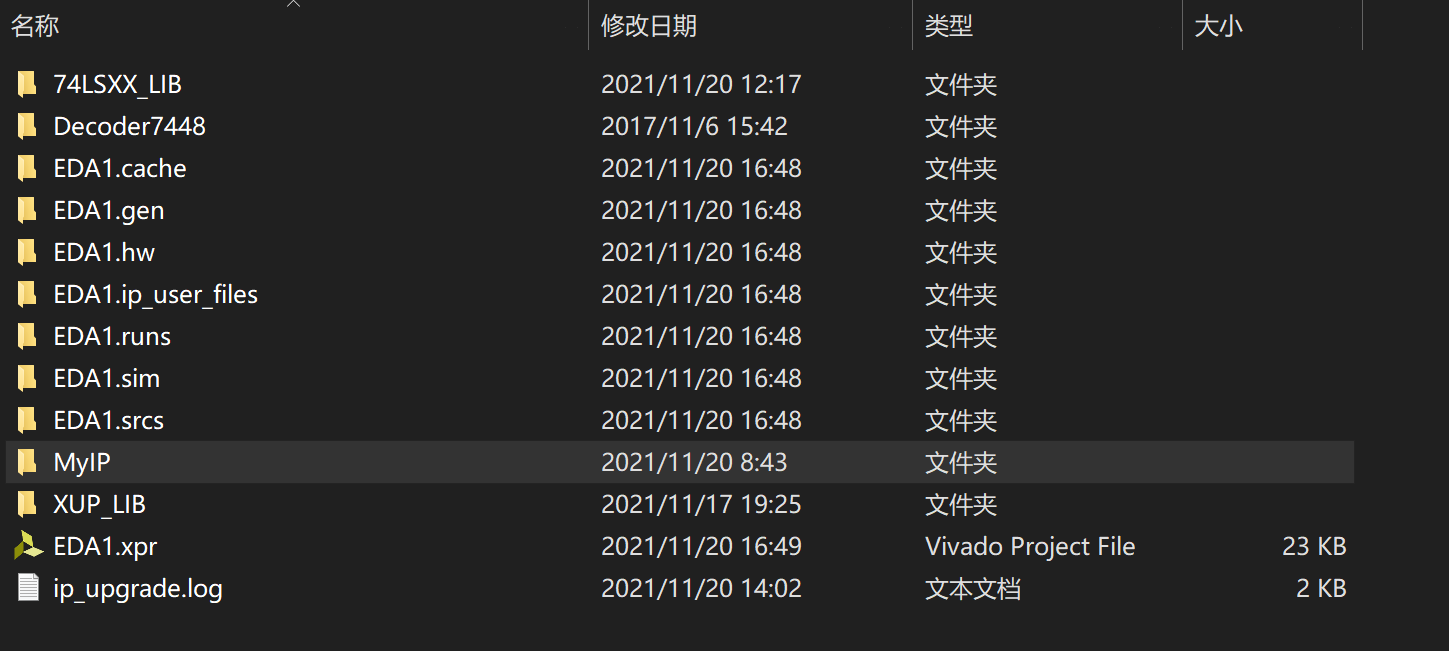 名称 修改日期 类型 大小
74LSXX_LIB 2021/11/20 12:17 文件夹
Decoder7448 2017/11/6 15:42 文件夹
EDA1.cache 2021/11/20 16:48 文件夹
EDA1.gen 2021/11/20 16:48 文件夹
EDA1.hw 2021/11/20 16:48 文件夹
EDA1.ip_user_files 2021/11/20 16:48 文件夹
EDA1.runs 2021/11/20 16:48 文件夹
EDA1.sim 2021/11/20 16:48 文件夹
EDA1.srcs 2021/11/20 16:48 文件夹
MyIP 2021/11/20 8:43 文件夹
XUP_LIB 2021/11/17 19:25 文件夹
EDA1.xpr 2021/11/20 16:49 Vivado Project File 23 KB
ip_upgrade.log 2021/11/20 14:02 文本文档 2 KB